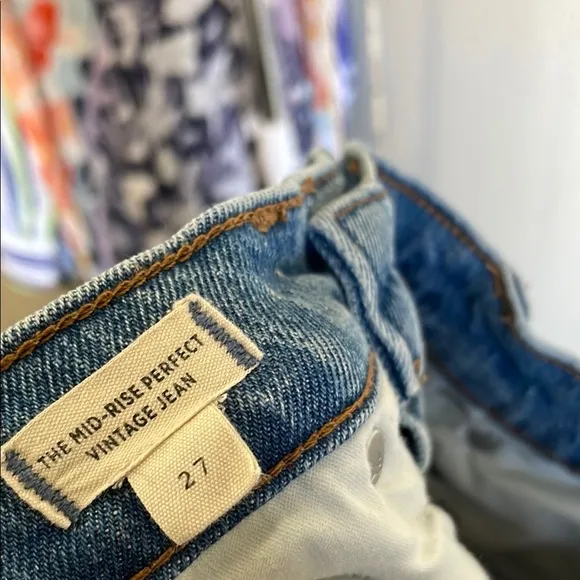 THE MID-RISE PERFECT
VINTAGE JEAN
27